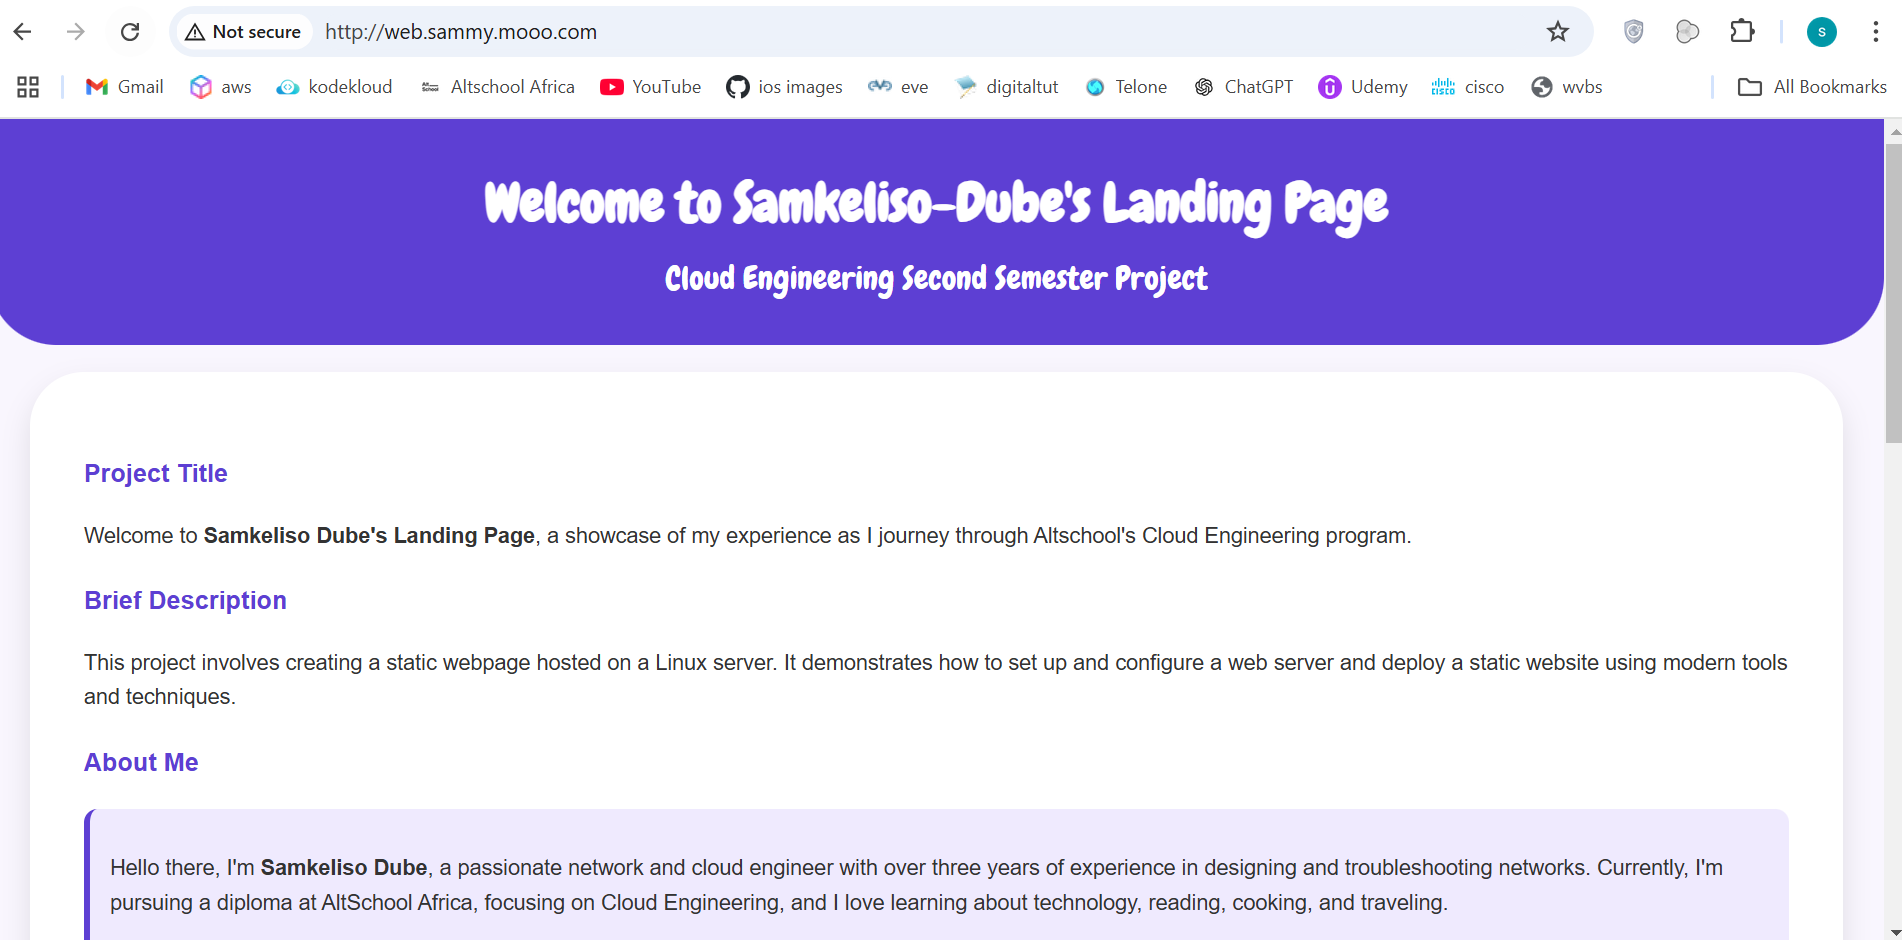 Not secure http://web.sammy.mooo.com S
Gmail aws kodekloud Altschool Africa YouTube ios images eve digitaltut Telone ChatGPT Udemy cisco wvbs All Bookmarks
Welcome to Samkeliso-Dube's Landing Page
Cloud Engineering Second Semester Project
Project Title
Welcome to Samkeliso Dube's Landing Page, a showcase of my experience as I journey through Altschool's Cloud Engineering program.
Brief Description
This project involves creating a static webpage hosted on a Linux server. It demonstrates how to set up and configure a web server and deploy a static website using modern tools
and techniques.
About Me
Hello there, I'm Samkeliso Dube, a passionate network and cloud engineer with over three years of experience in designing and troubleshooting networks. Currently, I'm
pursuing a diploma at AltSchool Africa, focusing on Cloud Engineering, and I love learning about technology, reading, cooking, and traveling.